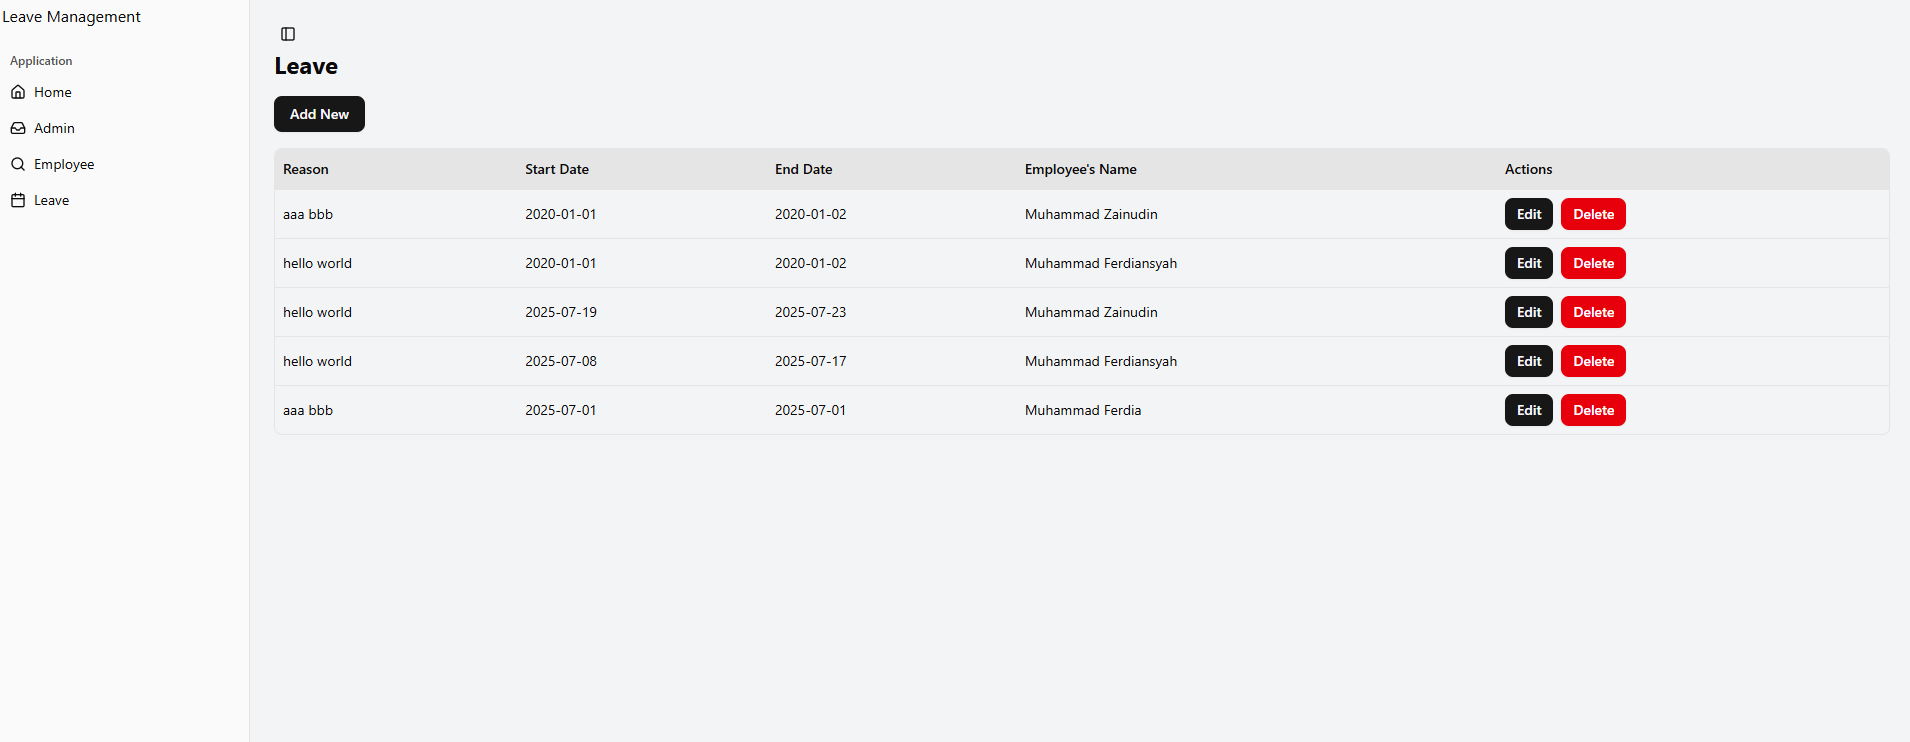 Leave Management
Application
Home
Admin
Employee
Leave
Leave
Add New
Reason Start Date End Date Employee's Name Actions
aaa bbb 2020-01-01 2020-01-02 Muhammad Zainudin Edit Delete
hello world 2020-01-01 2020-01-02 Muhammad Ferdiansyah Edit Delete
hello world 2025-07-19 2025-07-23 Muhammad Zainudin Edit Delete
hello world 2025-07-08 2025-07-17 Muhammad Ferdiansyah Edit Delete
aaa bbb 2025-07-01 2025-07-01 Muhammad Ferdia Edit Delete